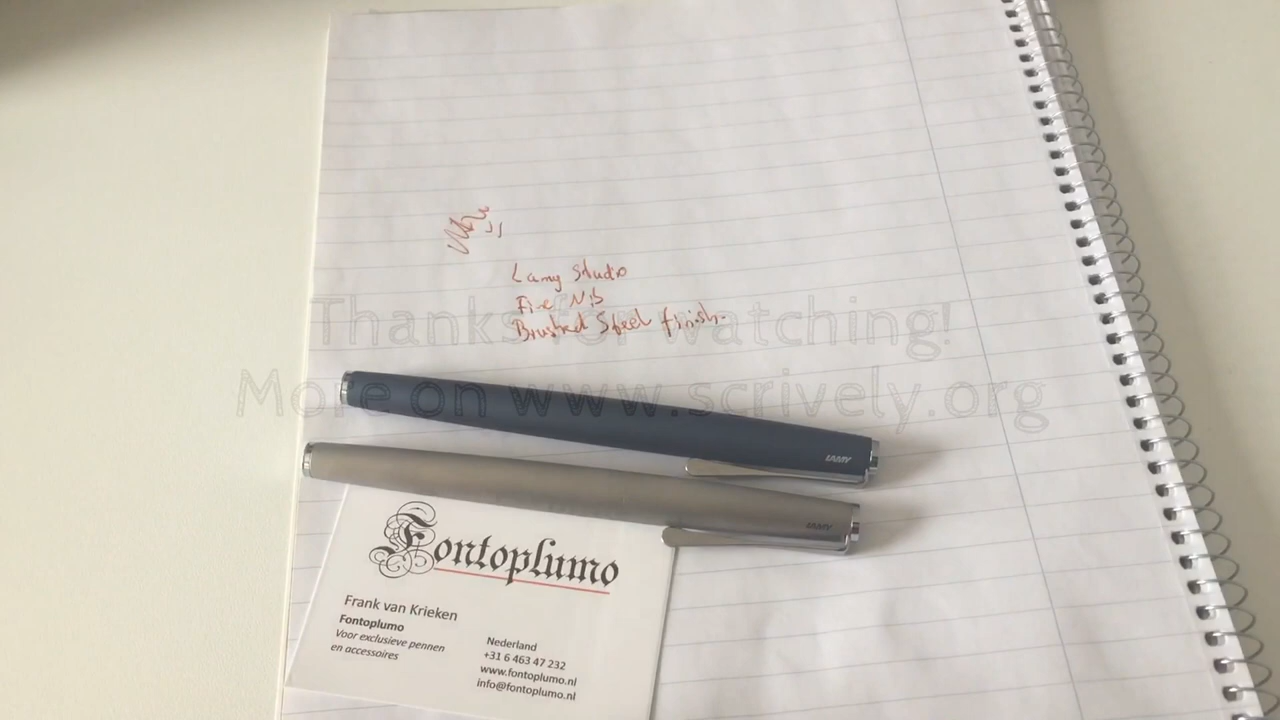 Lamy Studio
Fine Nib
Brushed Steel finish.
Thanks for watching!
More on www.scrively.org
LAMY
LAMY
Fontoplumo
Frank van Krieken
Fontoplumo
Voor exclusieve pennen
en accessoires
Nederland
+31 6 463 47 232
www.fontoplumo.nl
info@fontoplumo.nl